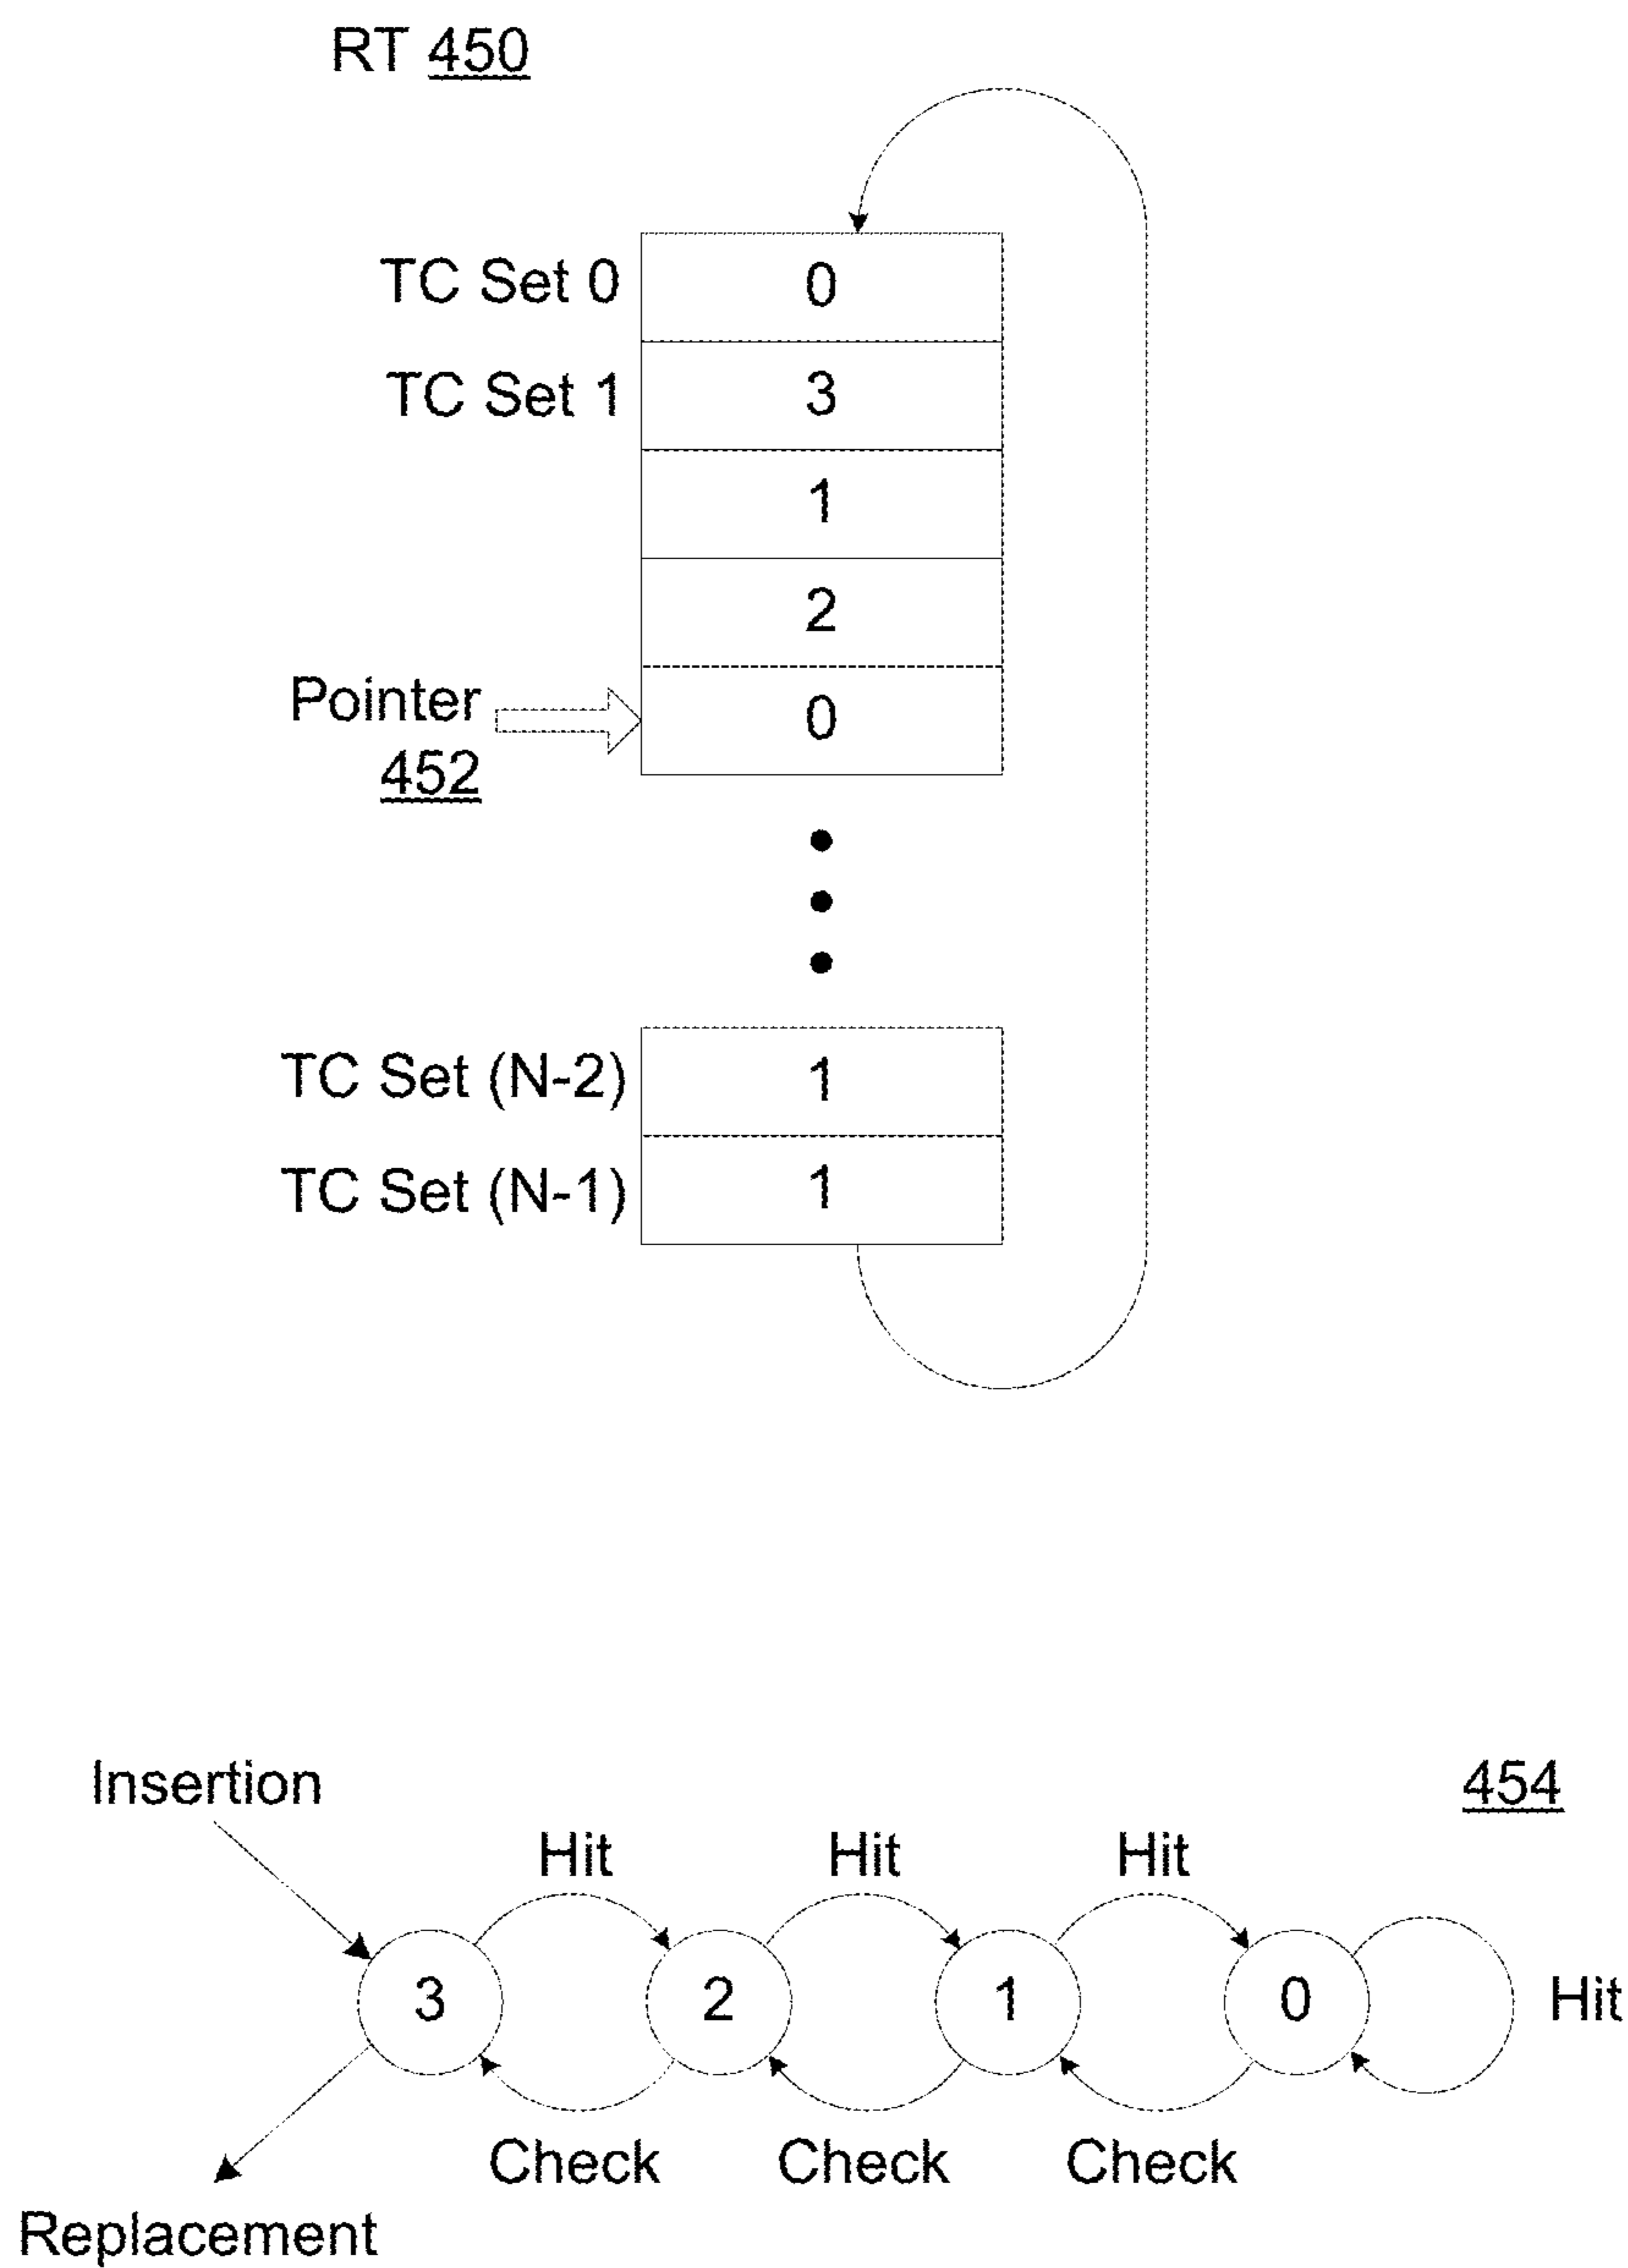 RT 450
TC Set 0 0
TC Set 1 3
1
2
Pointer 0
452
TC Set (N-2) 1
TC Set (N-1) 1
Insertion 454
Hit Hit Hit
3 2 1 0 Hit
Check Check Check
Replacement